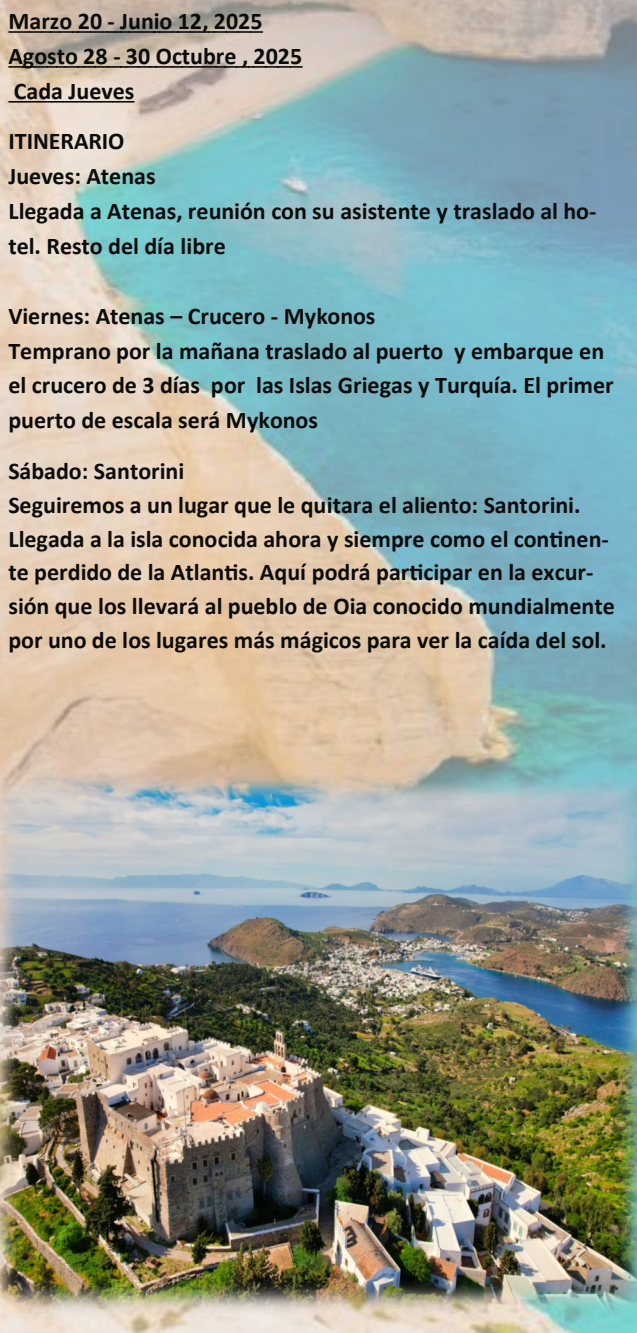 Marzo 20 - Junio 12, 2025
Agosto 28 - 30 Octubre , 2025
Cada Jueves
ITINERARIO
Jueves: Atenas
Llegada a Atenas, reunión con su asistente y traslado al ho-
tel. Resto del día libre
Viernes: Atenas – Crucero - Mykonos
Temprano por la mañana traslado al puerto y embarque en
el crucero de 3 días por las Islas Griegas y Turquía. El primer
puerto de escala será Mykonos
Sábado: Santorini
Seguiremos a un lugar que le quitara el aliento: Santorini.
Llegada a la isla conocida ahora y siempre como el continen-
te perdido de la Atlantis. Aquí podrá participar en la excur-
sión que los llevará al pueblo de Oia conocido mundialmente
por uno de los lugares más mágicos para ver la caída del sol.